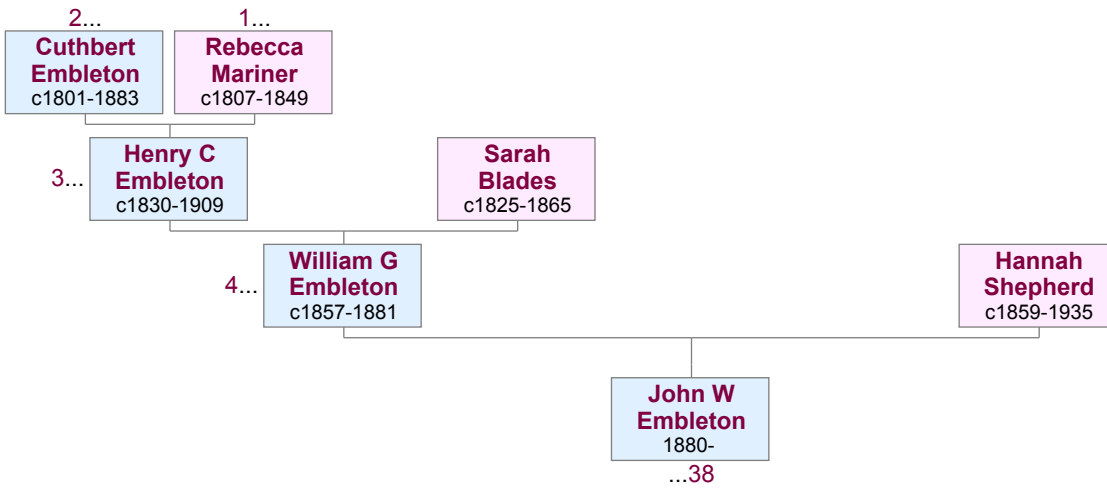 2...
1...
Cuthbert
Embleton
c1801-1883
Rebecca
Mariner
c1807-1849
3...
Henry C
Embleton
c1830-1909
Sarah
Blades
c1825-1865
4...
William G
Embleton
c1857-1881
Hannah
Shepherd
c1859-1935
John W
Embleton
1880-
...38